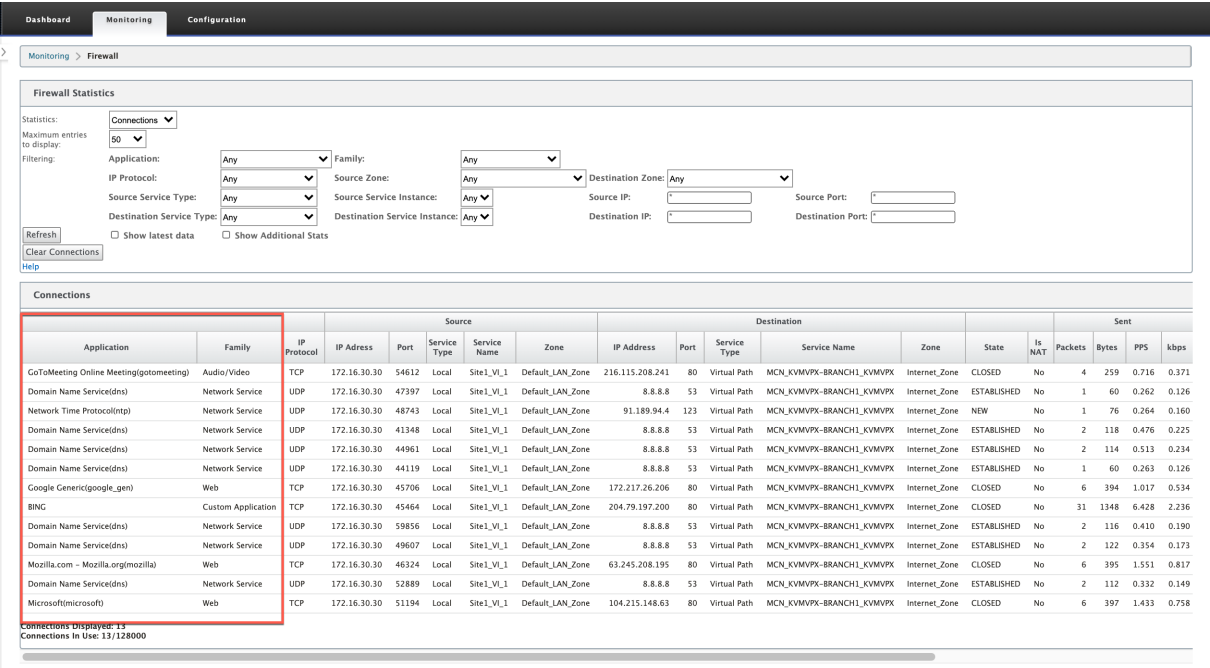 Dashboard Monitoring Configuration
Monitoring > Firewall
Firewall Statistics
Statistics: Connections
Maximum entries to display: 50
Filtering: Application: Any Family: Any
IP Protocol: Any Source Zone: Any Destination Zone: Any
Source Service Type: Any Source Service Instance: Any Source IP: * Source Port: *
Destination Service Type: Any Destination Service Instance: Any Destination IP: * Destination Port: *
Refresh Show latest data Show Additional Stats
Clear Connections
Help
Connections
Source Destination Sent
Application Family IP Protocol IP Adress Port Service Type Service Name Zone IP Address Port Service Type Service Name Zone State Is NAT Packets Bytes PPS kbps
GoToMeeting Online Meeting(gotomeeting) Audio/Video TCP 172.16.30.30 54612 Local Site1_VI_1 Default_LAN_Zone 216.115.208.241 80 Virtual Path MCN_KVMVPX-BRANCH1_KVMVPX Internet_Zone CLOSED No 4 259 0.716 0.371
Domain Name Service(dns) Network Service UDP 172.16.30.30 47397 Local Site1_VI_1 Default_LAN_Zone 8.8.8.8 53 Virtual Path MCN_KVMVPX-BRANCH1_KVMVPX Internet_Zone ESTABLISHED No 1 60 0.262 0.126
Network Time Protocol(ntp) Network Service UDP 172.16.30.30 48743 Local Site1_VI_1 Default_LAN_Zone 91.189.94.4 123 Virtual Path MCN_KVMVPX-BRANCH1_KVMVPX Internet_Zone NEW No 1 76 0.264 0.160
Domain Name Service(dns) Network Service UDP 172.16.30.30 41348 Local Site1_VI_1 Default_LAN_Zone 8.8.8.8 53 Virtual Path MCN_KVMVPX-BRANCH1_KVMVPX Internet_Zone ESTABLISHED No 2 118 0.476 0.225
Domain Name Service(dns) Network Service UDP 172.16.30.30 44961 Local Site1_VI_1 Default_LAN_Zone 8.8.8.8 53 Virtual Path MCN_KVMVPX-BRANCH1_KVMVPX Internet_Zone ESTABLISHED No 2 114 0.513 0.234
Domain Name Service(dns) Network Service UDP 172.16.30.30 44119 Local Site1_VI_1 Default_LAN_Zone 8.8.8.8 53 Virtual Path MCN_KVMVPX-BRANCH1_KVMVPX Internet_Zone ESTABLISHED No 1 60 0.263 0.126
Google Generic(google_gen) Web TCP 172.16.30.30 45706 Local Site1_VI_1 Default_LAN_Zone 172.217.26.206 80 Virtual Path MCN_KVMVPX-BRANCH1_KVMVPX Internet_Zone CLOSED No 6 394 1.017 0.534
BING Custom Application TCP 172.16.30.30 45464 Local Site1_VI_1 Default_LAN_Zone 204.79.197.200 80 Virtual Path MCN_KVMVPX-BRANCH1_KVMVPX Internet_Zone CLOSED No 31 1348 6.428 2.236
Domain Name Service(dns) Network Service UDP 172.16.30.30 59856 Local Site1_VI_1 Default_LAN_Zone 8.8.8.8 53 Virtual Path MCN_KVMVPX-BRANCH1_KVMVPX Internet_Zone ESTABLISHED No 2 116 0.410 0.190
Domain Name Service(dns) Network Service UDP 172.16.30.30 49607 Local Site1_VI_1 Default_LAN_Zone 8.8.8.8 53 Virtual Path MCN_KVMVPX-BRANCH1_KVMVPX Internet_Zone ESTABLISHED No 2 122 0.354 0.173
Mozilla.com - Mozilla.org(mozilla) Web TCP 172.16.30.30 46324 Local Site1_VI_1 Default_LAN_Zone 63.245.208.195 80 Virtual Path MCN_KVMVPX-BRANCH1_KVMVPX Internet_Zone CLOSED No 6 395 1.551 0.817
Domain Name Service(dns) Network Service UDP 172.16.30.30 52889 Local Site1_VI_1 Default_LAN_Zone 8.8.8.8 53 Virtual Path MCN_KVMVPX-BRANCH1_KVMVPX Internet_Zone ESTABLISHED No 2 112 0.332 0.149
Microsoft(microsoft) Web TCP 172.16.30.30 51194 Local Site1_VI_1 Default_LAN_Zone 104.215.148.63 80 Virtual Path MCN_KVMVPX-BRANCH1_KVMVPX Internet_Zone CLOSED No 6 397 1.433 0.758
Connections Displayed: 13
Connections In Use: 13/128000